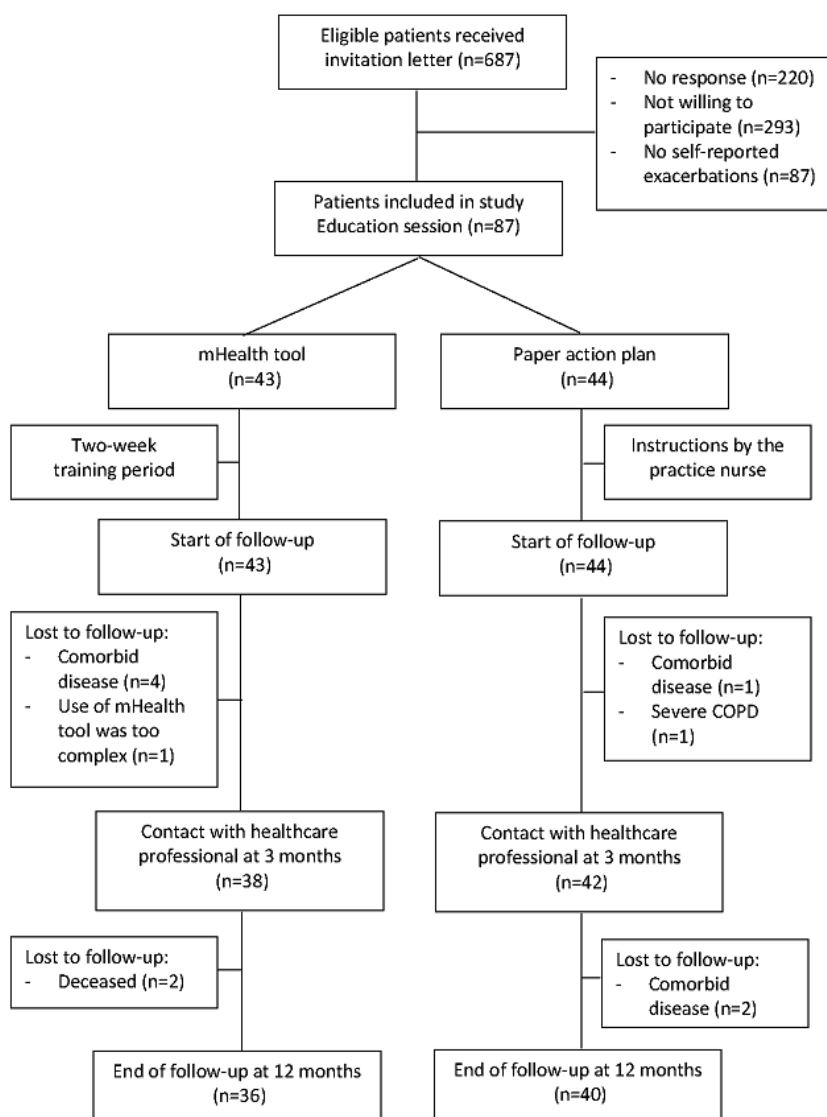 Eligible patients received
invitation letter (n=687)
- No response (n=220)
- Not willing to
participate (n=293)
- No self-reported
exacerbations (n=87)
Patients included in study
Education session (n=87)
mHealth tool
(n=43)
Paper action plan
(n=44)
Two-week
training period
Instructions by the
practice nurse
Start of follow-up
(n=43)
Start of follow-up
(n=44)
Lost to follow-up:
- Comorbid
disease (n=4)
- Use of mHealth
tool was too
complex (n=1)
Lost to follow-up:
- Comorbid
disease (n=1)
- Severe COPD
(n=1)
Contact with healthcare
professional at 3 months
(n=38)
Contact with healthcare
professional at 3 months
(n=42)
Lost to follow-up:
- Deceased (n=2)
Lost to follow-up:
- Comorbid
disease (n=2)
End of follow-up at 12 months
(n=36)
End of follow-up at 12 months
(n=40)